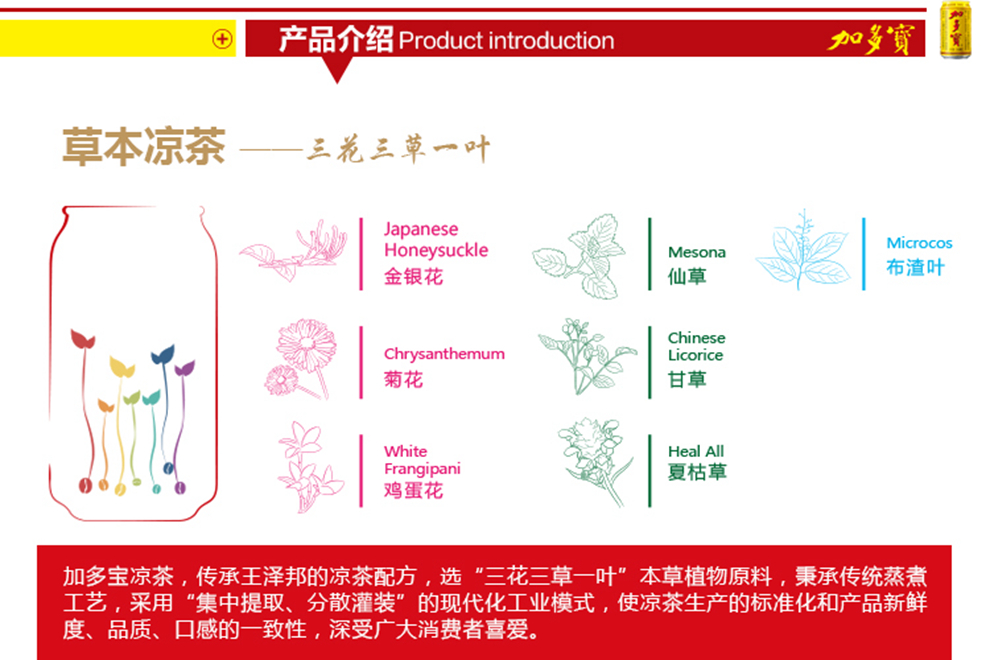 产品介绍 Product introduction
加多寶
加多寶
草本凉茶 ——三花三草一叶
Japanese
Honeysuckle
金银花
Mesona
仙草
Microcos
布渣叶
Chrysanthemum
菊花
Chinese
Licorice
甘草
White
Frangipani
鸡蛋花
Heal All
夏枯草
加多宝凉茶，传承王泽邦的凉茶配方，选“三花三草一叶”本草植物原料，秉承传统蒸煮
工艺，采用“集中提取、分散灌装”的现代化工业模式，使凉茶生产的标准化和产品新鲜
度、品质、口感的一致性，深受广大消费者喜爱。